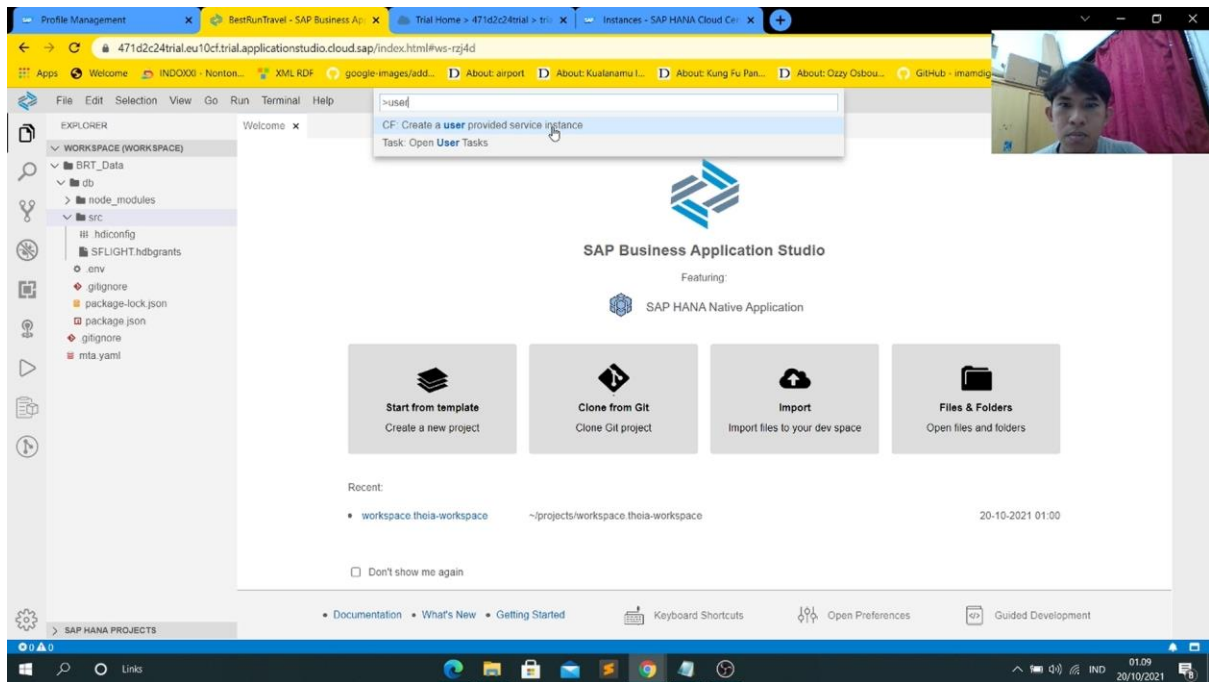 Profile Management
BestRunTravel - SAP Business Ap
Trial Home > 471d2c24trial > tri
Instances - SAP HANA Cloud Cen
471d2c24trial.eu10cf.trial.applicationstudio.cloud.sap/index.html#ws-rzj4d
Apps
Welcome
INDOXXI - Nonton...
XML RDF
google-images/add...
About: airport
About: Kualanamu I...
About: Kung Fu Pan...
About: Ozzy Osbou...
GitHub - imamdig
File Edit Selection View Go Run Terminal Help
>user
CF: Create a user provided service instance
Task: Open User Tasks
EXPLORER
WORKSPACE (WORKSPACE)
BRT_Data
db
node_modules
src
hdiconfig
SFLIGHT.hdbgrants
.env
.gitignore
package-lock.json
package.json
.gitignore
mta.yaml
SAP HANA PROJECTS
Welcome
SAP Business Application Studio
Featuring:
SAP HANA Native Application
Start from template
Create a new project
Clone from Git
Clone Git project
Import
Import files to your dev space
Files & Folders
Open files and folders
Recent:
workspace.theia-workspace
~/projects/workspace.theia-workspace
20-10-2021 01:00
Don't show me again
Documentation
What's New
Getting Started
Keyboard Shortcuts
Open Preferences
Guided Development
0 0
Links
IND
01.09
20/10/2021